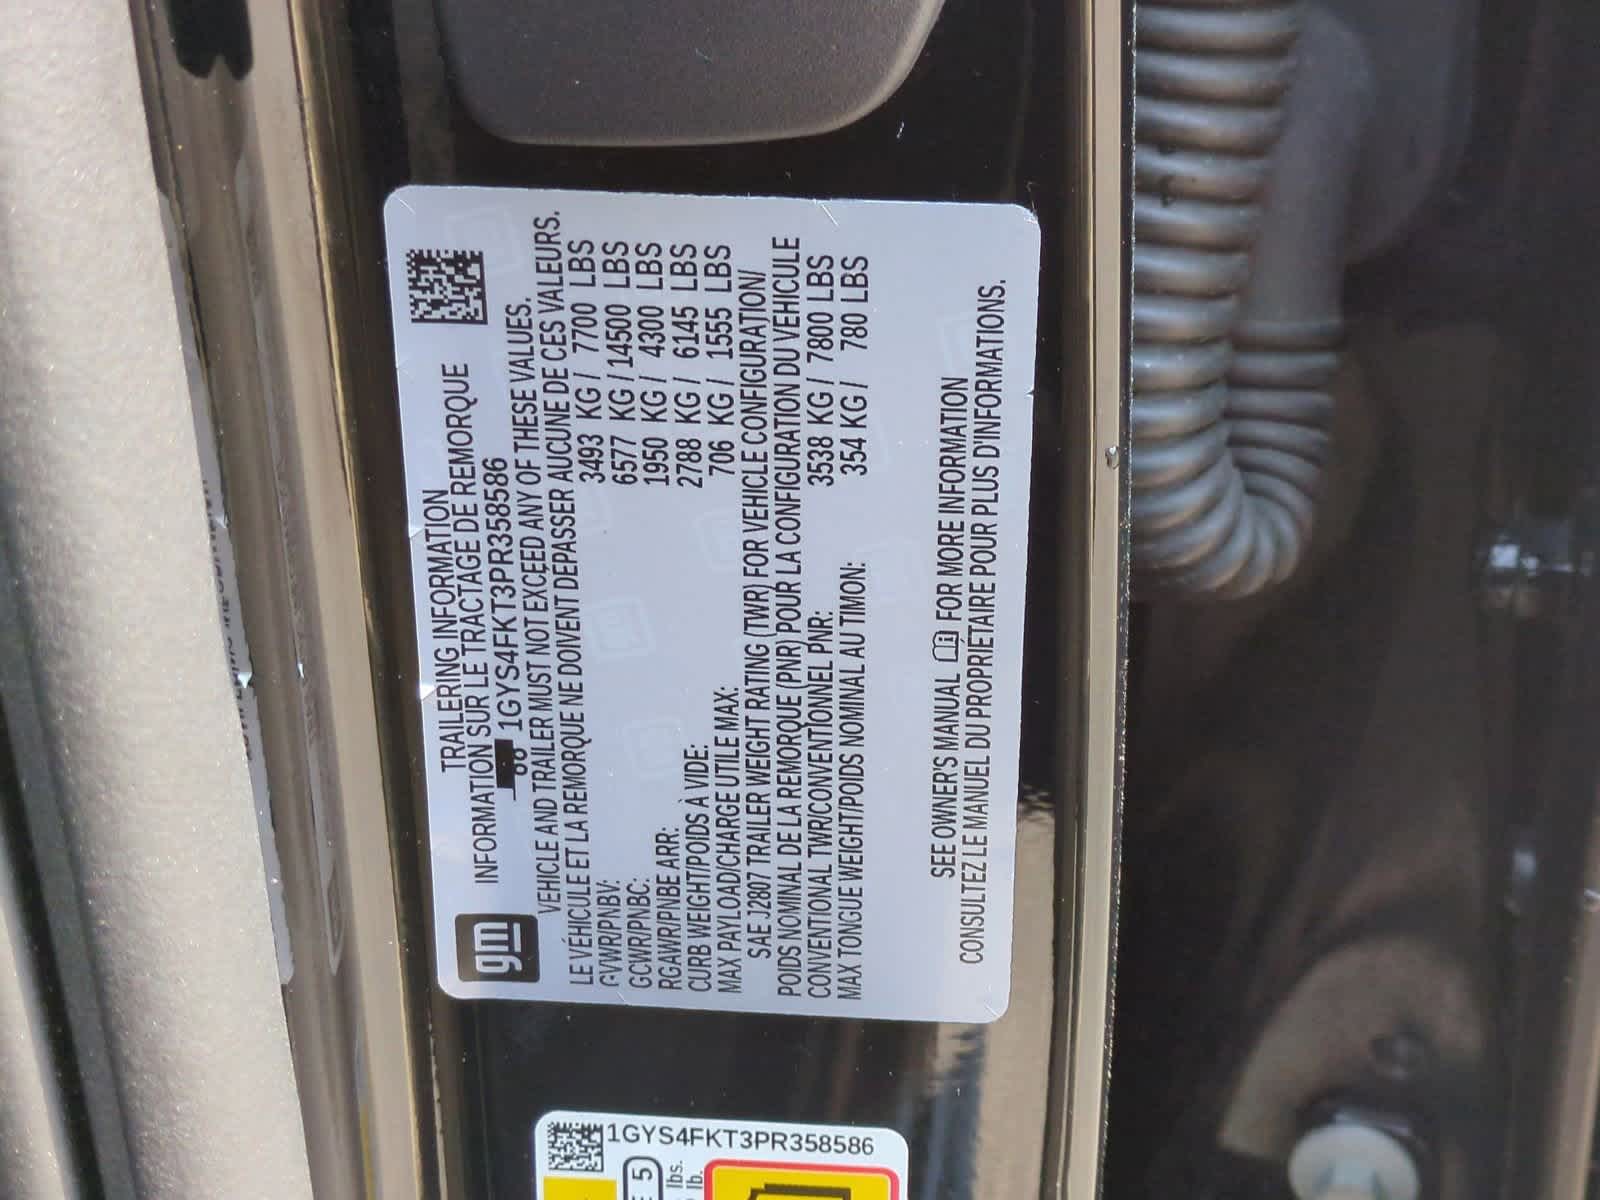 gm
TRAILERING INFORMATION
INFORMATION SUR LE TRACTAGE DE REMORQUE
1GYS4FKT3PR358586
VEHICLE AND TRAILER MUST NOT EXCEED ANY OF THESE VALUES.
LE VÉHICULE ET LA REMORQUE NE DOIVENT DÉPASSER AUCUNE DE CES VALEURS.
GVWR/PNBV: 3493 KG / 7700 LBS
GCWR/PNBC: 6577 KG / 14500 LBS
RGAWR/PNBE ARR: 1950 KG / 4300 LBS
CURB WEIGHT/POIDS À VIDE: 2788 KG / 6145 LBS
MAX PAYLOAD/CHARGE UTILE MAX: 706 KG / 1555 LBS
SAE J2807 TRAILER WEIGHT RATING (TWR) FOR VEHICLE CONFIGURATION/
POIDS NOMINAL DE LA REMORQUE (PNR) POUR LA CONFIGURATION DU VÉHICULE
CONVENTIONAL TWR/CONVENTIONNEL PNR: 3538 KG / 7800 LBS
MAX TONGUE WEIGHT/POIDS NOMINAL AU TIMON: 354 KG / 780 LBS
SEE OWNER'S MANUAL FOR MORE INFORMATION
CONSULTEZ LE MANUEL DU PROPRIÉTAIRE POUR PLUS D'INFORMATIONS.
1GYS4FKT3PR358586
5
lbs.
lb.